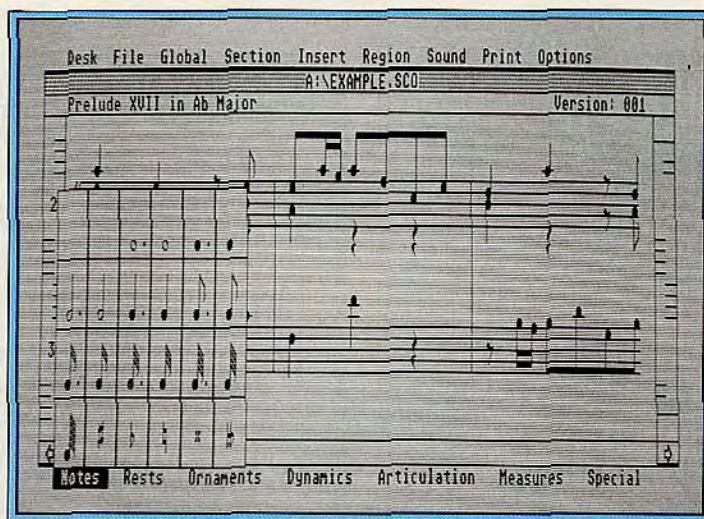 Desk File Global Section Insert Region Sound Print Options
A:\EXAMPLE.SCO
Prelude XVII in Ab Major Version: 001
2
3
Notes Rests Ornaments Dynamics Articulation Measures Special